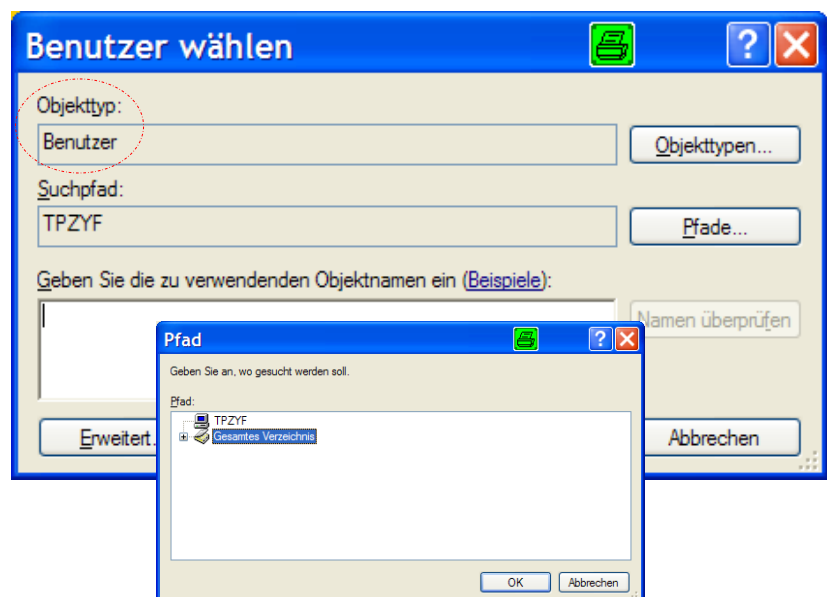 Benutzer wählen
Objekttyp:
Benutzer
Objekttypen...
Suchpfad:
TPZYF
Pfade...
Geben Sie die zu verwendenden Objektnamen ein (Beispiele):
Namen überprüfen
Erweitert.
Abbrechen
Pfad
Geben Sie an, wo gesucht werden soll.
Pfad:
TPZYF
Gesamtes Verzeichnis
OK
Abbrechen